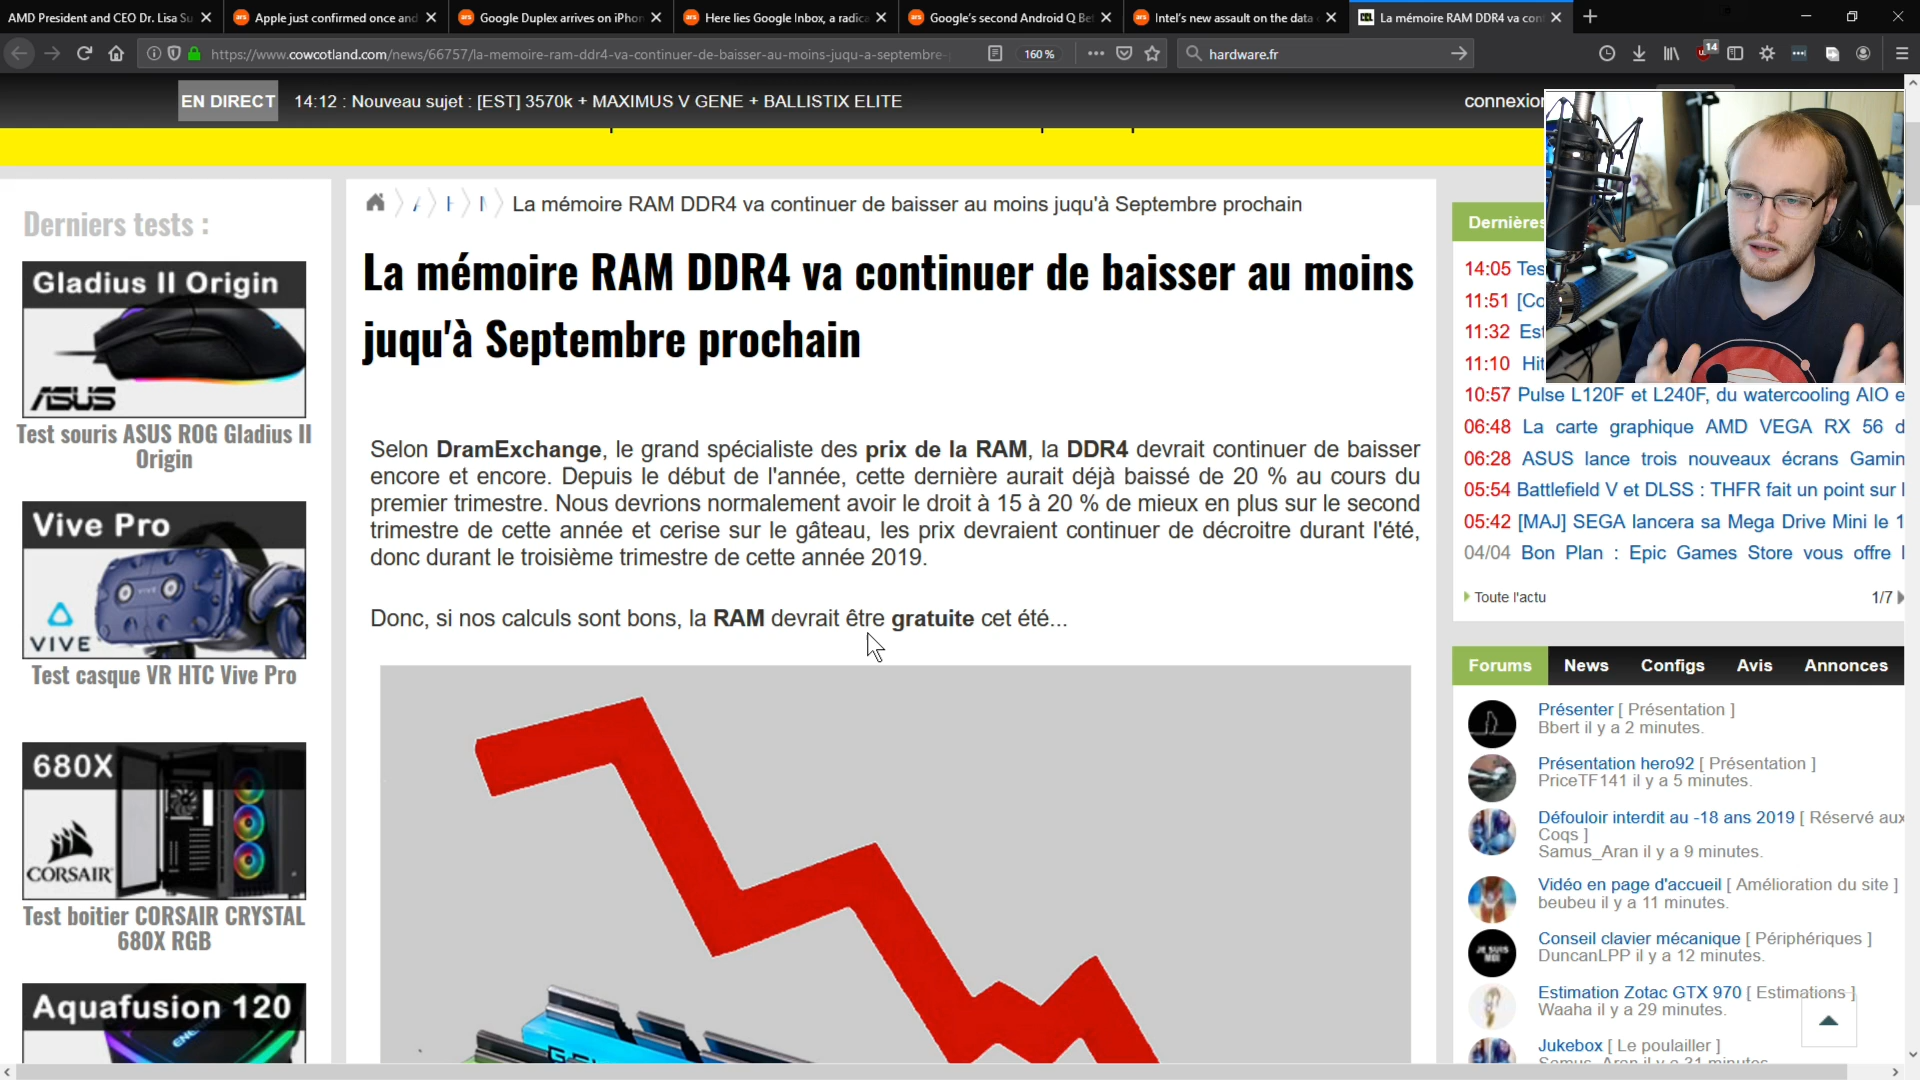 AMD President and CEO Dr. Lisa Su
Apple just confirmed once and
Google Duplex arrives on iPhon
Here lies Google Inbox, a radica
Google's second Android Q Be
Intel's new assault on the data
La mémoire RAM DDR4 va con
https://www.cowcotland.com/news/66757/la-memoire-ram-ddr4-va-continuer-de-baisser-au-moins-juqu-a-septembre-
160 %
hardware.fr
14
EN DIRECT
14:12 : Nouveau sujet : [EST] 3570k + MAXIMUS V GENE + BALLISTIX ELITE
connexion
Derniers tests :
Gladius II Origin
ASUS
Test souris ASUS ROG Gladius II
Origin
Vive Pro
VIVE
Test casque VR HTC Vive Pro
680X
CORSAIR
Test boitier CORSAIR CRYSTAL
680X RGB
Aquafusion 120
La mémoire RAM DDR4 va continuer de baisser au moins juqu'à Septembre prochain
La mémoire RAM DDR4 va continuer de baisser au moins
juqu'à Septembre prochain
Selon DramExchange, le grand spécialiste des prix de la RAM, la DDR4 devrait continuer de baisser
encore et encore. Depuis le début de l'année, cette dernière aurait déjà baissé de 20 % au cours du
premier trimestre. Nous devrions normalement avoir le droit à 15 à 20 % de mieux en plus sur le second
trimestre de cette année et cerise sur le gâteau, les prix devraient continuer de décroitre durant l'été,
donc durant le troisième trimestre de cette année 2019.
Donc, si nos calculs sont bons, la RAM devrait être gratuite cet été...
Dernières
14:05 Tes
11:51 [Co
11:32 Est
11:10 Hit
10:57 Pulse L120F et L240F, du watercooling AIO e
06:48 La carte graphique AMD VEGA RX 56 d
06:28 ASUS lance trois nouveaux écrans Gamin
05:54 Battlefield V et DLSS : THFR fait un point sur l
05:42 [MAJ] SEGA lancera sa Mega Drive Mini le 1
04/04 Bon Plan : Epic Games Store vous offre l
Toute l'actu
1/7
Forums News Configs Avis Annonces
Présenter [ Présentation ]
Bbert il y a 2 minutes.
Présentation hero92 [ Présentation ]
PriceTF141 il y a 5 minutes.
Défouloir interdit au -18 ans 2019 [ Réservé aux
Coqs ]
Samus_Aran il y a 9 minutes.
Vidéo en page d'accueil [ Amélioration du site ]
beubeu il y a 11 minutes.
JE SUIS
MOI
Conseil clavier mécanique [ Périphériques ]
DuncanLPP il y a 12 minutes.
Estimation Zotac GTX 970 [ Estimations ]
Waaha il y a 29 minutes.
Jukebox [ Le poulailler ]
Samus_Aran il y a 31 minutes